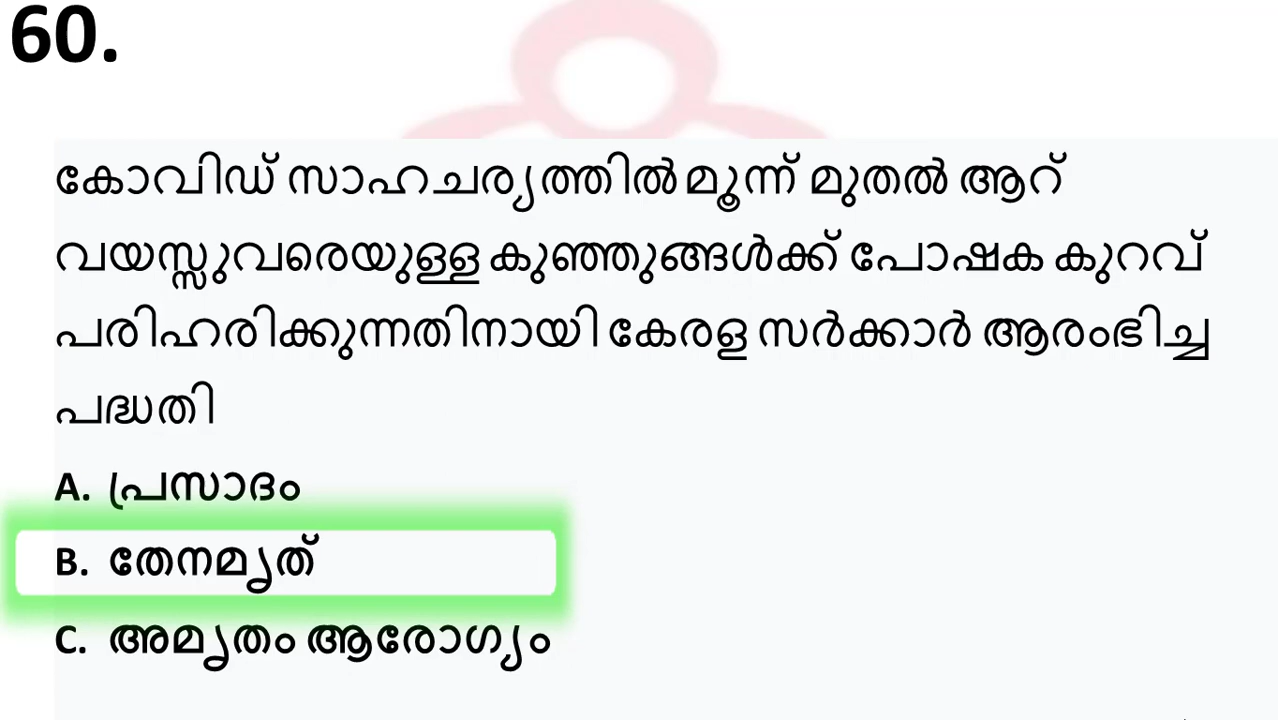 60.
കോവിഡ് സാഹചര്യത്തിൽ മൂന്ന് മുതൽ ആറ്
വയസ്സുവരെയുള്ള കുഞ്ഞുങ്ങൾക്ക് പോഷക കുറവ്
പരിഹരിക്കുന്നതിനായി കേരള സർക്കാർ ആരംഭിച്ച
പദ്ധതി
A. പ്രസാദം
B. തേനമൃത്
C. അമൃതം ആരോഗ്യം